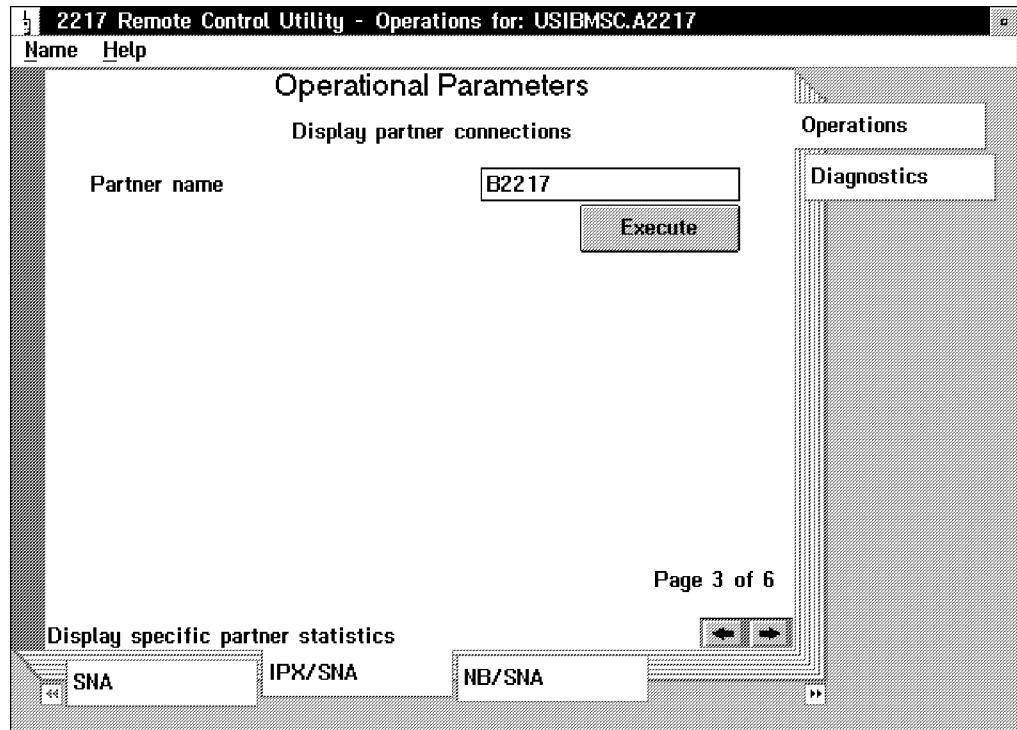 2217 Remote Control Utility - Operations for: USIBMSC.A2217
Name Help
Operational Parameters
Display partner connections
Operations
Diagnostics
Partner name B2217
Execute
Page 3 of 6
Display specific partner statistics
SNA IPX/SNA NB/SNA